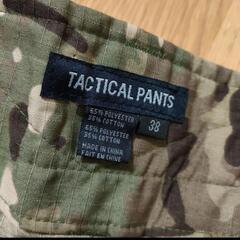 TACTICAL PANTS
65% POLYESTER
35% COTTON
65% POLYESTER
35% COTTON
MADE IN CHINA
FAIT EN CHINE
38